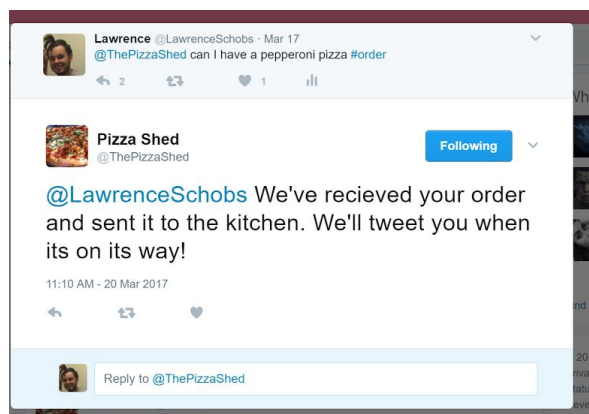 Lawrence @LawrenceSchobs · Mar 17
@ThePizzaShed can I have a pepperoni pizza #order
2 1
Pizza Shed
@ThePizzaShed
Following
@LawrenceSchobs We've recieved your order
and sent it to the kitchen. We'll tweet you when
its on its way!
11:10 AM - 20 Mar 2017
Reply to @ThePizzaShed